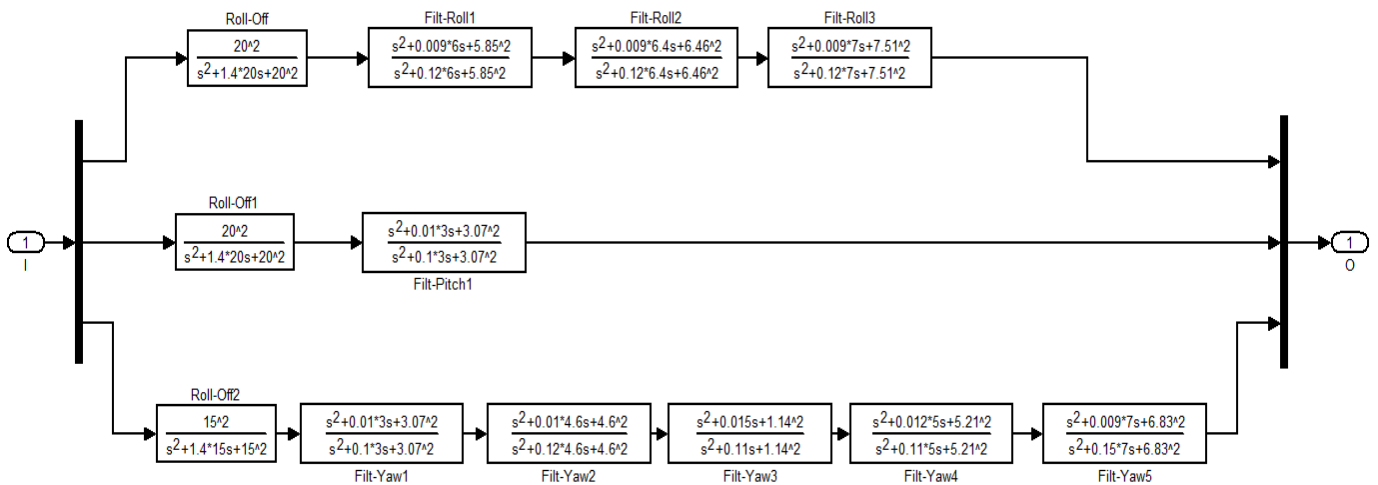 Roll-Off
20^2
s2+1.4*20s+20^2
Filt-Roll1
s2+0.009*6s+5.85^2
s2+0.12*6s+5.85^2
Filt-Roll2
s2+0.009*6.4s+6.46^2
s2+0.12*6.4s+6.46^2
Filt-Roll3
s2+0.009*7s+7.51^2
s2+0.12*7s+7.51^2
1
I
Roll-Off1
20^2
s2+1.4*20s+20^2
s2+0.01*3s+3.07^2
s2+0.1*3s+3.07^2
Filt-Pitch1
1
O
Roll-Off2
15^2
s2+1.4*15s+15^2
s2+0.01*3s+3.07^2
s2+0.1*3s+3.07^2
Filt-Yaw1
s2+0.01*4.6s+4.6^2
s2+0.12*4.6s+4.6^2
Filt-Yaw2
s2+0.015s+1.14^2
s2+0.11s+1.14^2
Filt-Yaw3
s2+0.012*5s+5.21^2
s2+0.11*5s+5.21^2
Filt-Yaw4
s2+0.009*7s+6.83^2
s2+0.15*7s+6.83^2
Filt-Yaw5